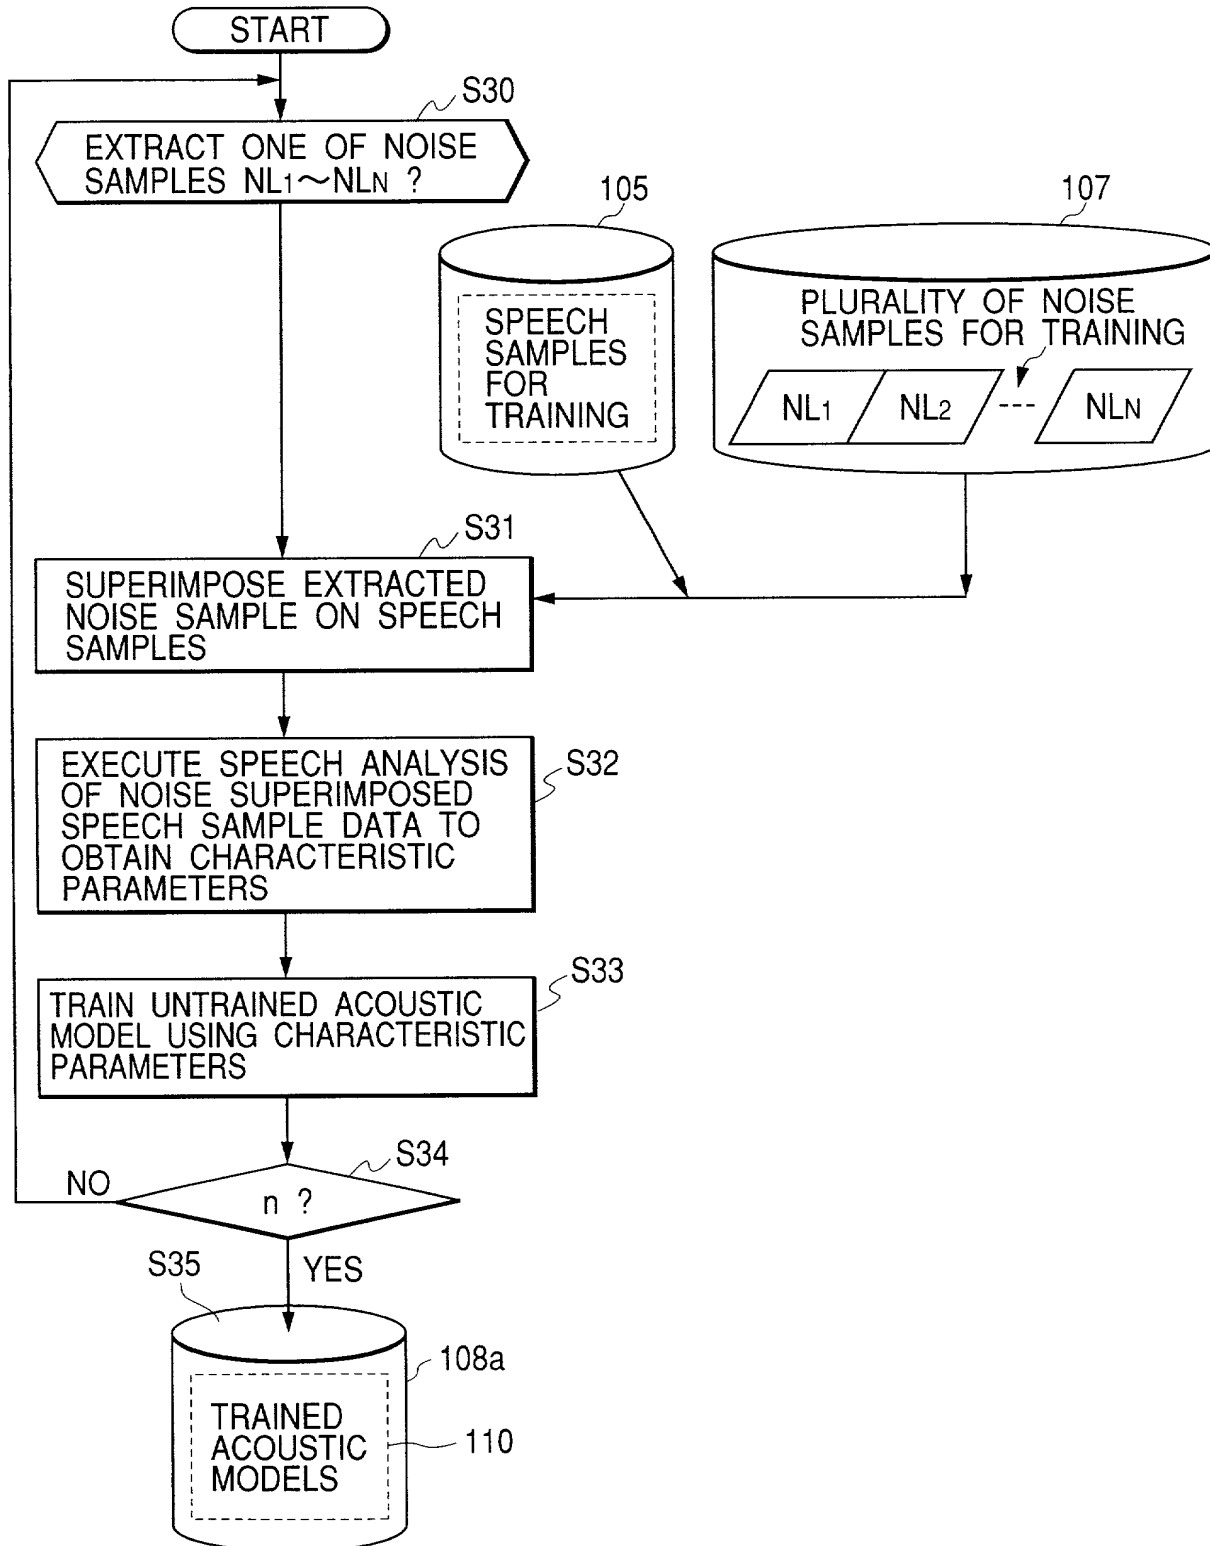 START
S30
EXTRACT ONE OF NOISE
SAMPLES NL1~NLN ?
105
107
SPEECH
SAMPLES
FOR
TRAINING
PLURALITY OF NOISE
SAMPLES FOR TRAINING
NL1
NL2
NLN
S31
SUPERIMPOSE EXTRACTED
NOISE SAMPLE ON SPEECH
SAMPLES
S32
EXECUTE SPEECH ANALYSIS
OF NOISE SUPERIMPOSED
SPEECH SAMPLE DATA TO
OBTAIN CHARACTERISTIC
PARAMETERS
S33
TRAIN UNTRAINED ACOUSTIC
MODEL USING CHARACTERISTIC
PARAMETERS
S34
NO
n ?
YES
S35
108a
TRAINED
ACOUSTIC
MODELS
110